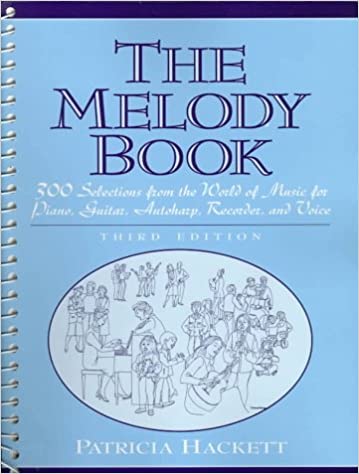 THE
MELODY
BOOK
300 Selections from the World of Music for
Piano, Guitar, Autoharp, Recorder, and Voice
THIRD EDITION
PATRICIA HACKETT